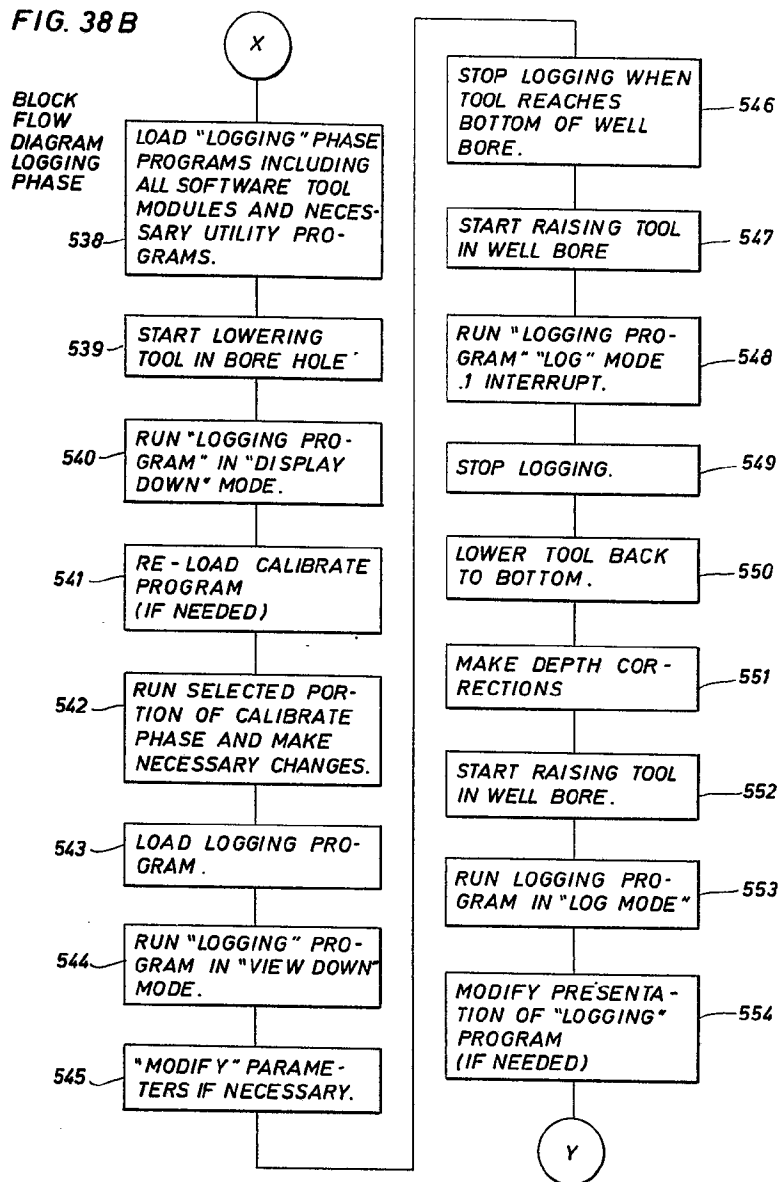 FIG. 38B
X
BLOCK
FLOW
DIAGRAM
LOGGING
PHASE
LOAD "LOGGING" PHASE
PROGRAMS INCLUDING
ALL SOFTWARE TOOL
MODULES AND NECES-
SARY UTILITY PRO-
GRAMS.
538
START LOWERING
TOOL IN BORE HOLE
539
RUN "LOGGING PRO-
GRAM" IN "DISPLAY
DOWN" MODE.
540
RE-LOAD CALIBRATE
PROGRAM
(IF NEEDED)
541
RUN SELECTED POR-
TION OF CALIBRATE
PHASE AND MAKE
NECESSARY CHANGES.
542
LOAD LOGGING PRO-
GRAM.
543
RUN "LOGGING" PRO-
GRAM IN "VIEW DOWN"
MODE.
544
"MODIFY" PARAME-
TERS IF NECESSARY.
545
STOP LOGGING WHEN
TOOL REACHES
BOTTOM OF WELL
BORE.
546
START RAISING TOOL
IN WELL BORE
547
RUN "LOGGING PRO-
GRAM" "LOG" MODE
.1 INTERRUPT.
548
STOP LOGGING.
549
LOWER TOOL BACK
TO BOTTOM.
550
MAKE DEPTH COR-
RECTIONS
551
START RAISING TOOL
IN WELL BORE.
552
RUN LOGGING PRO-
GRAM IN "LOG MODE"
553
MODIFY PRESENTA-
TION OF "LOGGING"
PROGRAM
(IF NEEDED)
554
Y